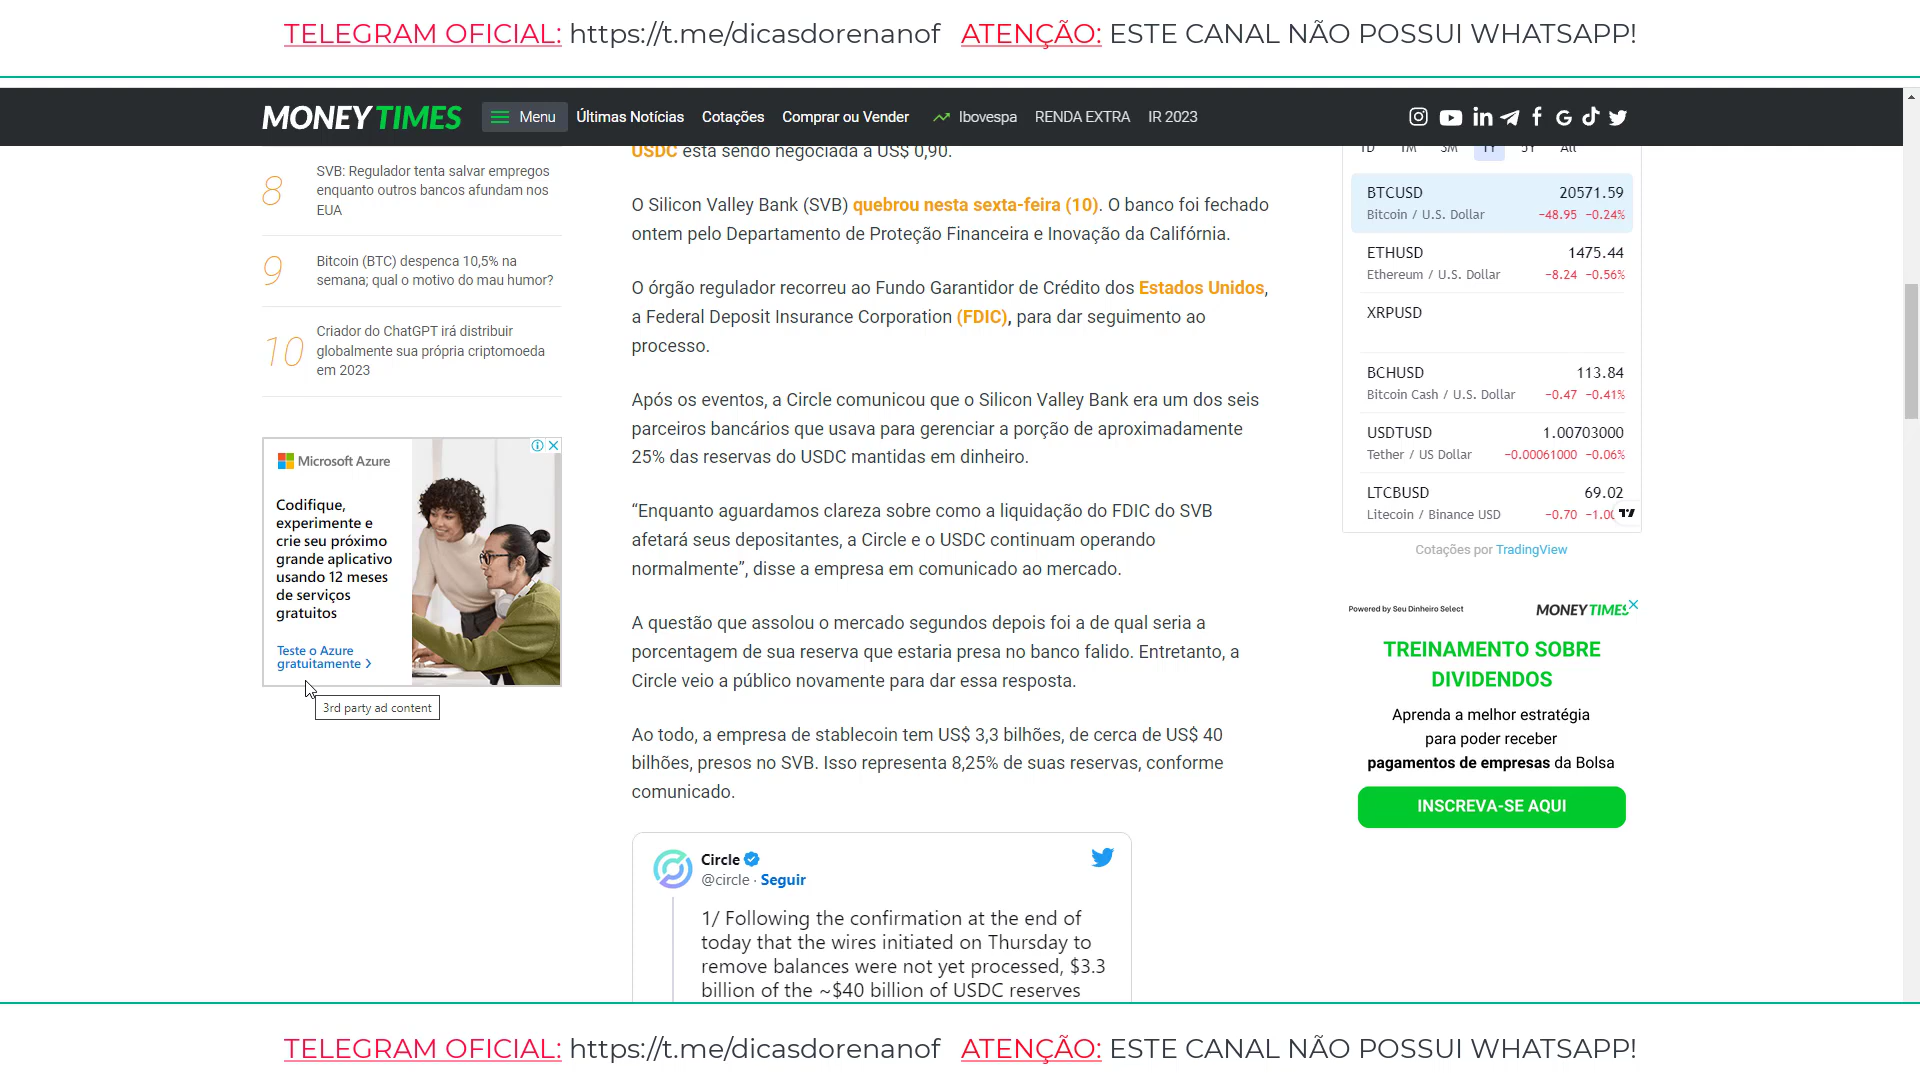 TELEGRAM OFICIAL: https://t.me/dicasdorenanof ATENÇÃO: ESTE CANAL NÃO POSSUI WHATSAPP!
MONEY TIMES Menu Últimas Notícias Cotações Comprar ou Vender Ibovespa RENDA EXTRA IR 2023
8
SVB: Regulador tenta salvar empregos
enquanto outros bancos afundam nos
EUA
9
Bitcoin (BTC) despenca 10,5% na
semana; qual o motivo do mau humor?
10
Criador do ChatGPT irá distribuir
globalmente sua própria criptomoeda
em 2023
Microsoft Azure
Codifique,
experimente e
crie seu próximo
grande aplicativo
usando 12 meses
de serviços
gratuitos
Teste o Azure
gratuitamente >
3rd party ad content
USDC está sendo negociada a US$ 0,90.
O Silicon Valley Bank (SVB) quebrou nesta sexta-feira (10). O banco foi fechado
ontem pelo Departamento de Proteção Financeira e Inovação da Califórnia.
O órgão regulador recorreu ao Fundo Garantidor de Crédito dos Estados Unidos,
a Federal Deposit Insurance Corporation (FDIC), para dar seguimento ao
processo.
Após os eventos, a Circle comunicou que o Silicon Valley Bank era um dos seis
parceiros bancários que usava para gerenciar a porção de aproximadamente
25% das reservas do USDC mantidas em dinheiro.
“Enquanto aguardamos clareza sobre como a liquidação do FDIC do SVB
afetará seus depositantes, a Circle e o USDC continuam operando
normalmente”, disse a empresa em comunicado ao mercado.
A questão que assolou o mercado segundos depois foi a de qual seria a
porcentagem de sua reserva que estaria presa no banco falido. Entretanto, a
Circle veio a público novamente para dar essa resposta.
Ao todo, a empresa de stablecoin tem US$ 3,3 bilhões, de cerca de US$ 40
bilhões, presos no SVB. Isso representa 8,25% de suas reservas, conforme
comunicado.
Circle
@circle · Seguir
1/ Following the confirmation at the end of
today that the wires initiated on Thursday to
remove balances were not yet processed, $3.3
billion of the ~$40 billion of USDC reserves
1D 1M 3M 1Y 5Y All
BTCUSD 20571.59
Bitcoin / U.S. Dollar −48.95 −0.24%
ETHUSD 1475.44
Ethereum / U.S. Dollar −8.24 −0.56%
XRPUSD
BCHUSD 113.84
Bitcoin Cash / U.S. Dollar −0.47 −0.41%
USDTUSD 1.00703000
Tether / US Dollar −0.00061000 −0.06%
LTCBUSD 69.02
Litecoin / Binance USD −0.70 −1.00
Cotações por TradingView
Powered by Seu Dinheiro Select MONEY TIMES
TREINAMENTO SOBRE
DIVIDENDOS
Aprenda a melhor estratégia
para poder receber
pagamentos de empresas da Bolsa
INSCREVA-SE AQUI
TELEGRAM OFICIAL: https://t.me/dicasdorenanof ATENÇÃO: ESTE CANAL NÃO POSSUI WHATSAPP!